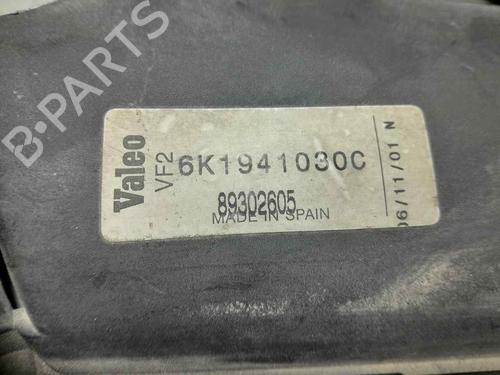 B-PARTS
Valeo
VF2
6K1941030C
89302605
MADE IN SPAIN
06/11/01 N